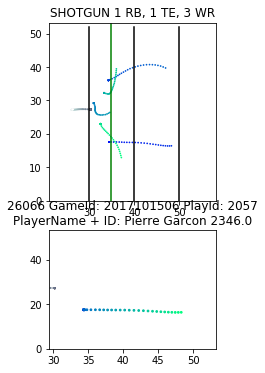 SHOTGUN 1 RB, 1 TE, 3 WR
50
40
30
20
10
0
30 40 50
26066 GameId: 2017101506 PlayId: 2057
PlayerName + ID: Pierre Garcon 2346.0
40
20
0
30 35 40 45 50